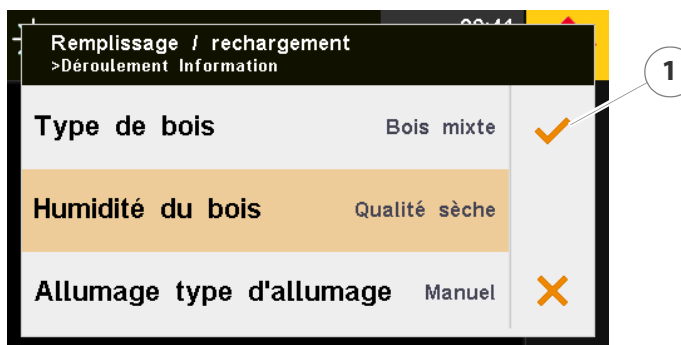 Remplissage / rechargement
>Déroulement Information
Type de bois Bois mixte
Humidité du bois Qualité sèche
Allumage type d'allumage Manuel
1